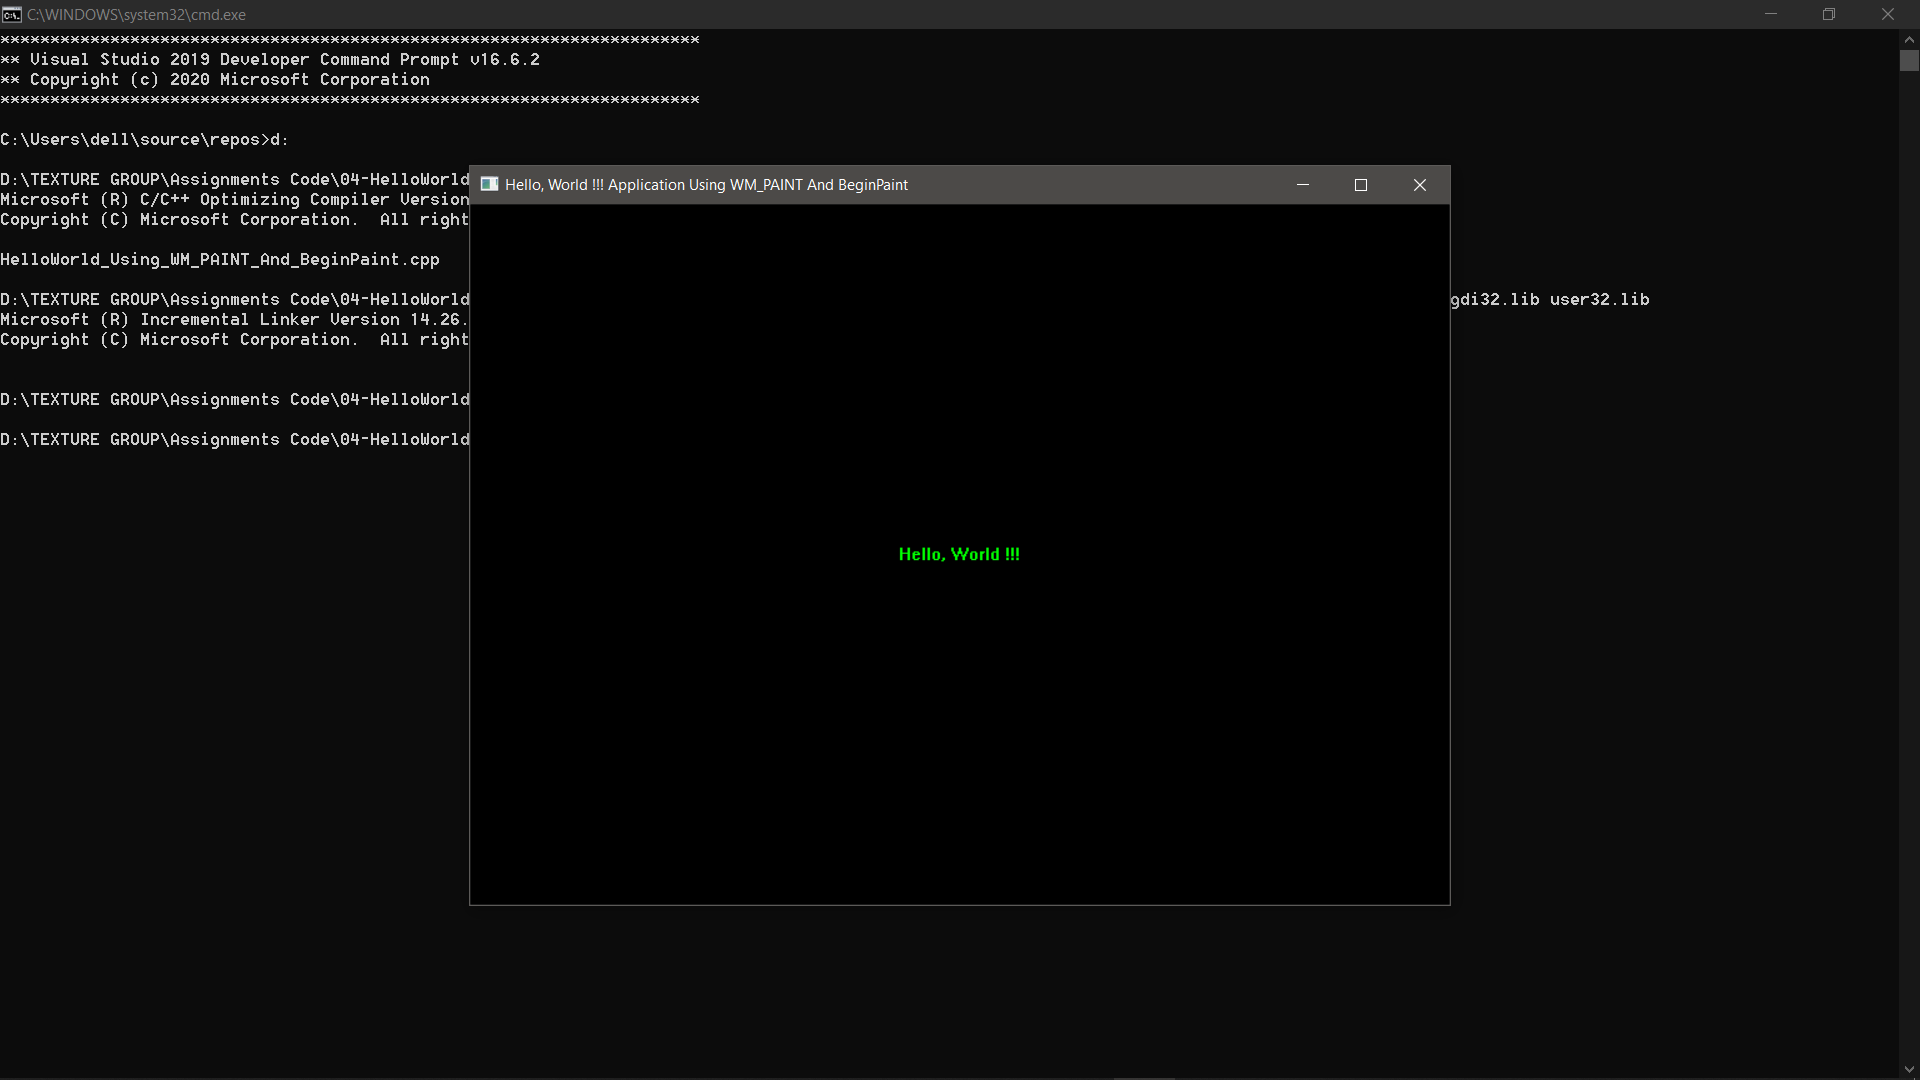 C:\WINDOWS\system32\cmd.exe
**********************************************************************
** Visual Studio 2019 Developer Command Prompt v16.6.2
** Copyright (c) 2020 Microsoft Corporation
**********************************************************************
C:\Users\dell\source\repos>d:
D:\TEXTURE GROUP\Assignments Code\04-HelloWorld
Microsoft (R) C/C++ Optimizing Compiler Version
Copyright (C) Microsoft Corporation.  All right
HelloWorld_Using_WM_PAINT_And_BeginPaint.cpp
D:\TEXTURE GROUP\Assignments Code\04-HelloWorld gdi32.lib user32.lib
Microsoft (R) Incremental Linker Version 14.26.
Copyright (C) Microsoft Corporation.  All right
D:\TEXTURE GROUP\Assignments Code\04-HelloWorld
D:\TEXTURE GROUP\Assignments Code\04-HelloWorld
Hello, World !!! Application Using WM_PAINT And BeginPaint
Hello, World !!!